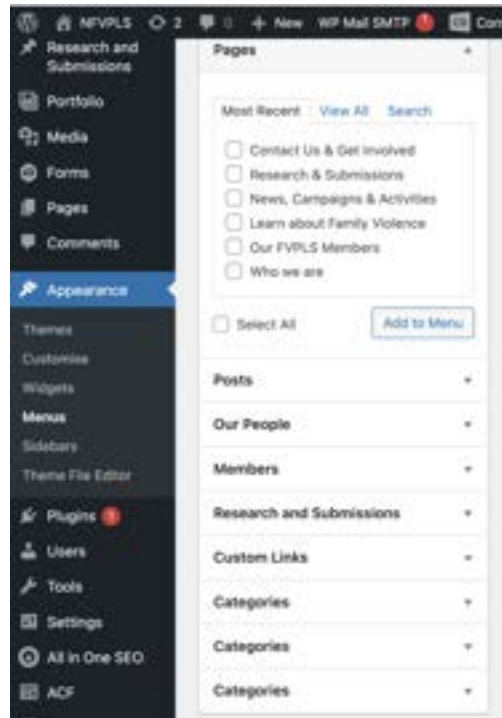 NFVPLS 2 0 + New WP Mail SMTP ! Con
Research and
Submissions
Portfolio
Media
Forms
Pages
Comments
Appearance
Themes
Customise
Widgets
Menus
Sidebars
Theme File Editor
Plugins 1
Users
Tools
Settings
All in One SEO
ACF
Pages
Most Recent View All Search
Contact Us & Get Involved
Research & Submissions
News, Campaigns & Activities
Learn about Family Violence
Our FVPLS Members
Who we are
Select All Add to Menu
Posts
Our People
Members
Research and Submissions
Custom Links
Categories
Categories
Categories